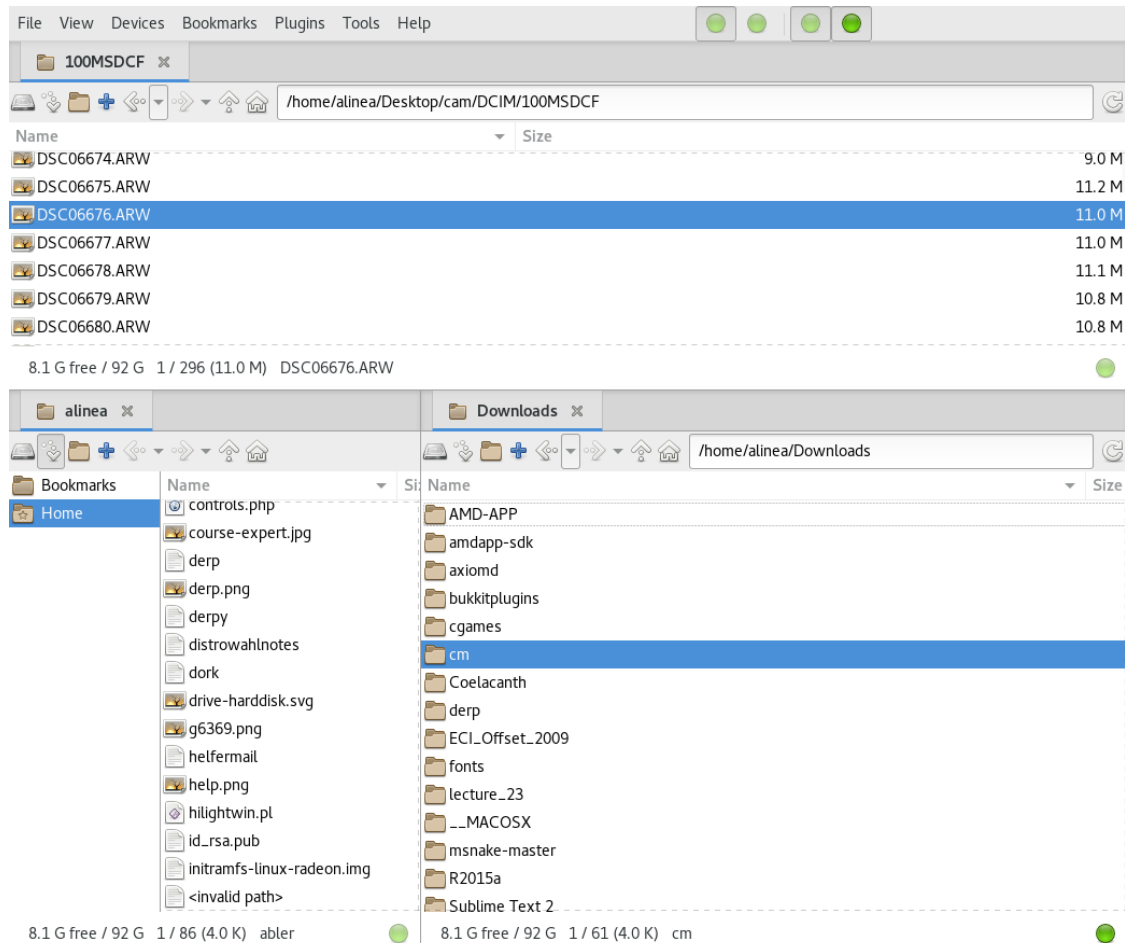 File View Devices Bookmarks Plugins Tools Help
100MSDCF
/home/alinea/Desktop/cam/DCIM/100MSDCF
Name Size
DSC06674.ARW 9.0 M
DSC06675.ARW 11.2 M
DSC06676.ARW 11.0 M
DSC06677.ARW 11.0 M
DSC06678.ARW 11.1 M
DSC06679.ARW 10.8 M
DSC06680.ARW 10.8 M
8.1 G free / 92 G 1 / 296 (11.0 M) DSC06676.ARW
alinea
Bookmarks
Home
Name Si
controls.php
course-expert.jpg
derp
derp.png
derpy
distrowahlnotes
dork
drive-harddisk.svg
g6369.png
helfermail
help.png
hilightwin.pl
id_rsa.pub
initramfs-linux-radeon.img
<invalid path>
8.1 G free / 92 G 1 / 86 (4.0 K) abler
Downloads
/home/alinea/Downloads
Name Size
AMD-APP
amdapp-sdk
axiomd
bukkitplugins
cgames
cm
Coelacanth
derp
ECI_Offset_2009
fonts
lecture_23
__MACOSX
msnake-master
R2015a
Sublime Text 2
8.1 G free / 92 G 1 / 61 (4.0 K) cm